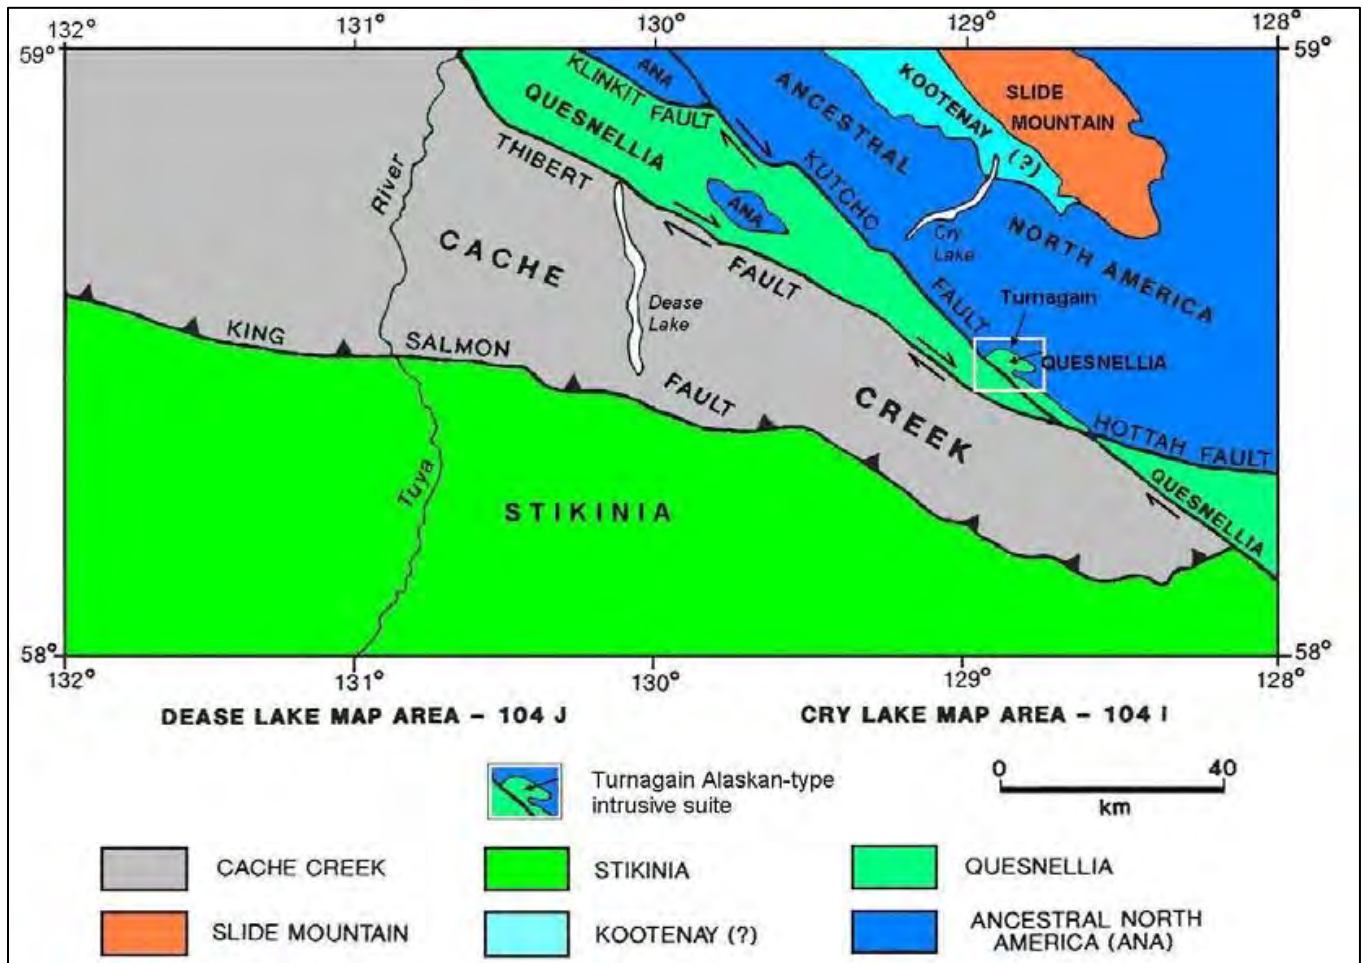 132°
131°
130°
129°
128°
59°
59°
KLINKIT FAULT
ANA
QUESNELLIA
THIBERT
FAULT
ANA
KUTCHO
FAULT
ANCESTRAL
NORTH AMERICA
KOOTENAY (?)
SLIDE
MOUNTAIN
Cry
Lake
Turnagain
QUESNELLIA
River
Tuya
CACHE
CREEK
Dease
Lake
KING
SALMON
FAULT
HOTTAH FAULT
QUESNELLIA
STIKINIA
58°
58°
132°
131°
130°
129°
128°
DEASE LAKE MAP AREA – 104 J
CRY LAKE MAP AREA – 104 I
Turnagain Alaskan-type
intrusive suite
0
40
km
CACHE CREEK
STIKINIA
QUESNELLIA
SLIDE MOUNTAIN
KOOTENAY (?)
ANCESTRAL NORTH
AMERICA (ANA)